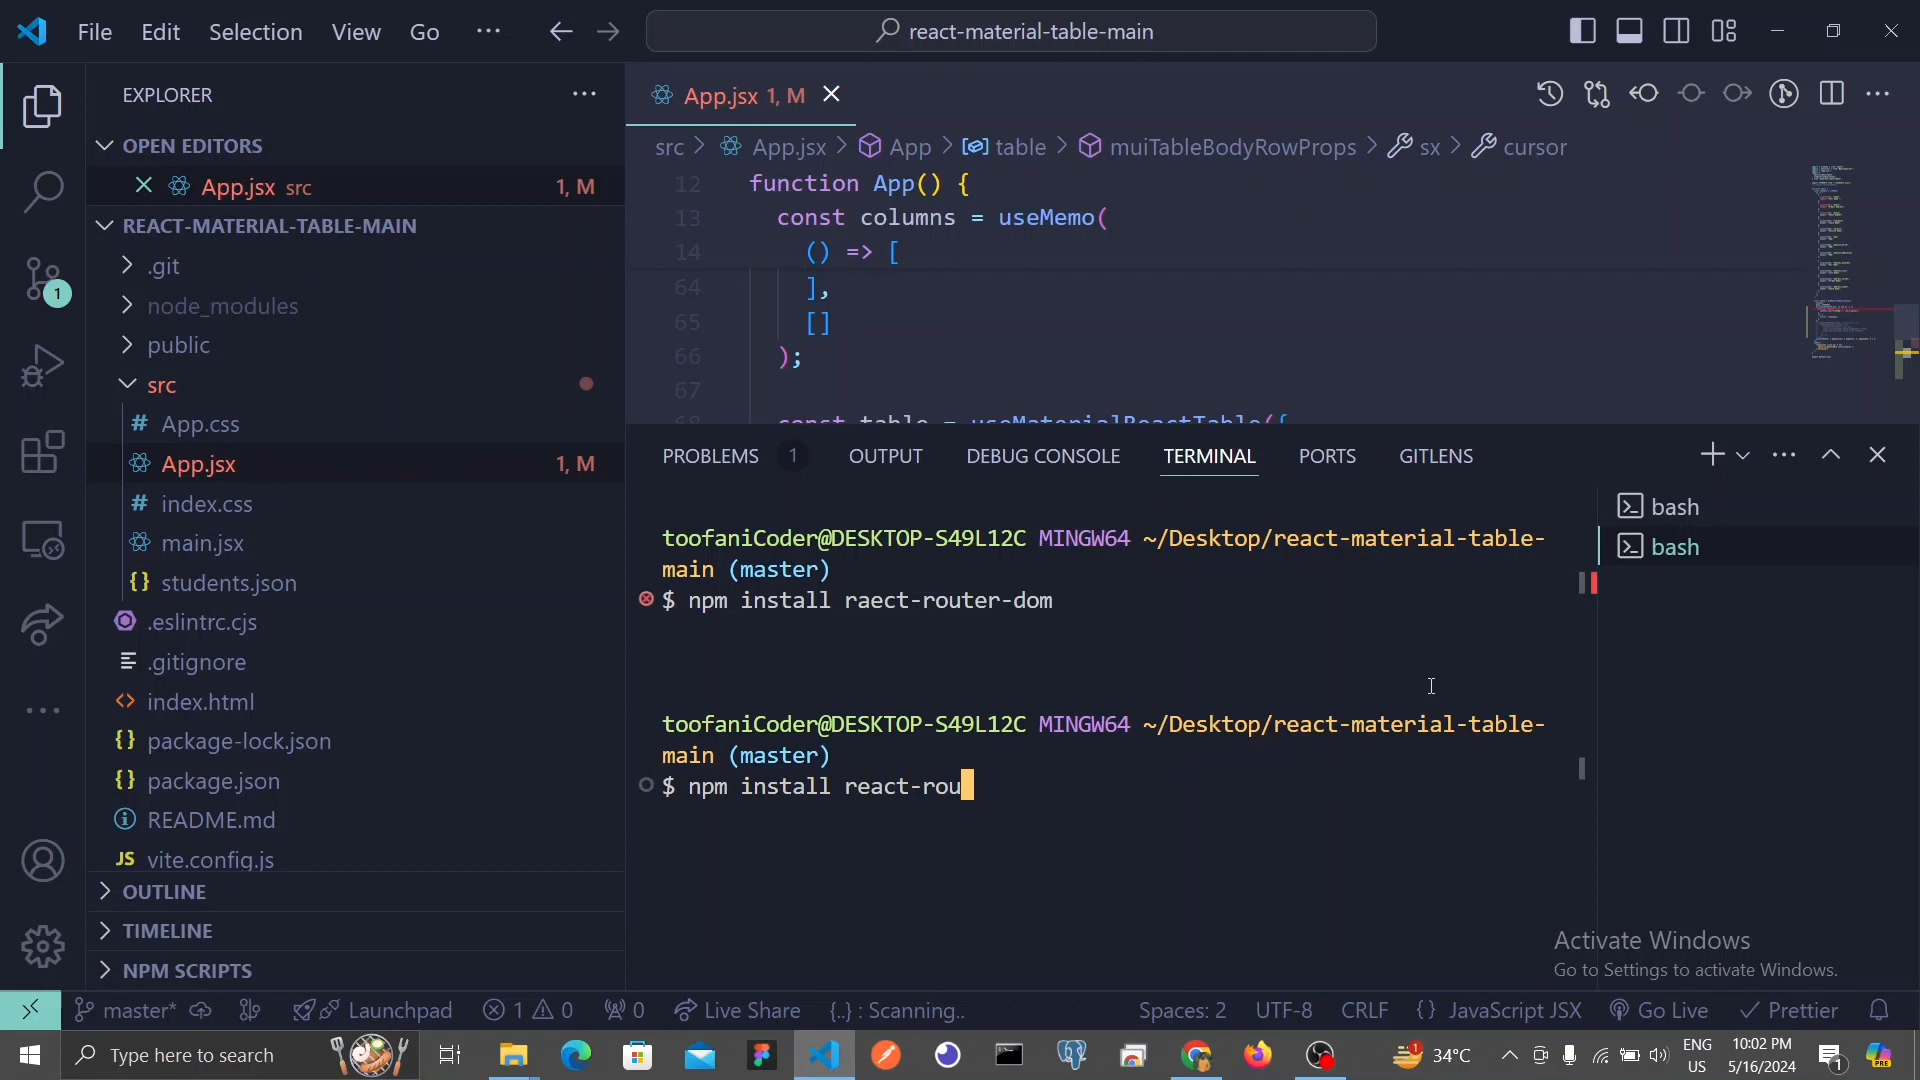 File Edit Selection View Go ··· react-material-table-main
EXPLORER
OPEN EDITORS
App.jsx src 1, M
REACT-MATERIAL-TABLE-MAIN
.git
node_modules
public
src
App.css
App.jsx 1, M
index.css
main.jsx
students.json
.eslintrc.cjs
.gitignore
index.html
package-lock.json
package.json
README.md
vite.config.js
OUTLINE
TIMELINE
NPM SCRIPTS
1
App.jsx 1, M
src > App.jsx > App > table > muiTableBodyRowProps > sx > cursor
12 function App() {
13 const columns = useMemo(
14 () => [
64 ],
65 []
66 );
67
68 const table = useMaterialReactTable({
PROBLEMS 1 OUTPUT DEBUG CONSOLE TERMINAL PORTS GITLENS
toofaniCoder@DESKTOP-S49L12C MINGW64 ~/Desktop/react-material-table-
main (master)
$ npm install raect-router-dom
toofaniCoder@DESKTOP-S49L12C MINGW64 ~/Desktop/react-material-table-
main (master)
$ npm install react-rou
bash
bash
Activate Windows
Go to Settings to activate Windows.
master* Launchpad 1 0 0 Live Share {..} : Scanning.. Spaces: 2 UTF-8 CRLF {} JavaScript JSX Go Live Prettier
Type here to search 1 34°C ENG US 10:02 PM 5/16/2024 1 PRE